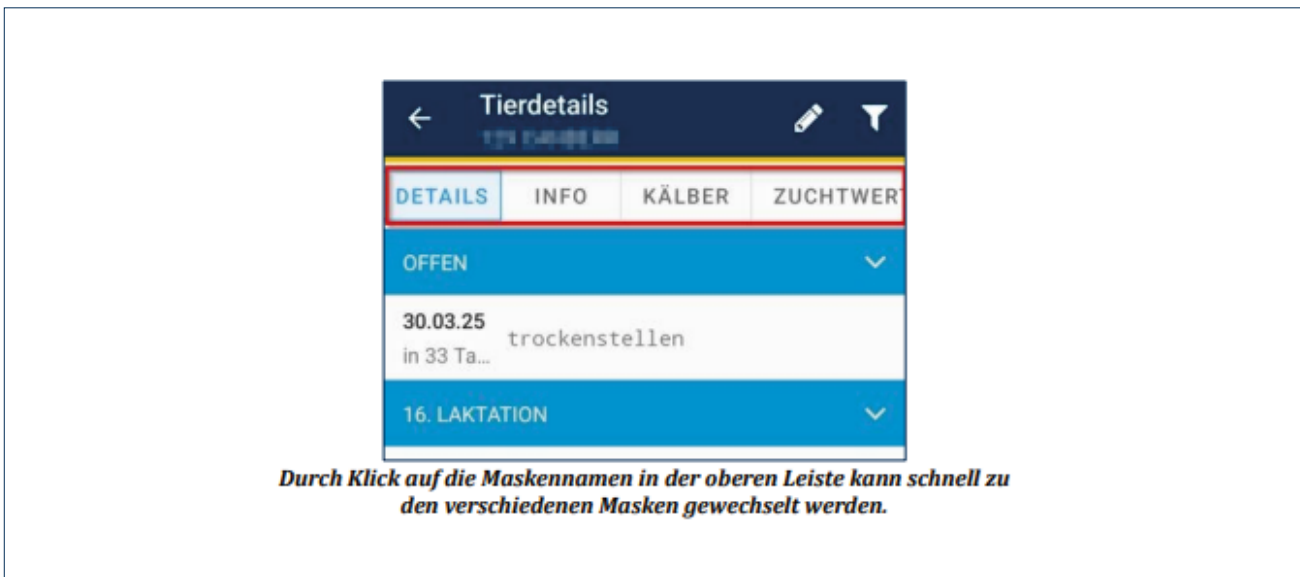 Tierdetails
DETAILS INFO KÄLBER ZUCHTWERT
OFFEN
30.03.25
trockenstellen
in 33 Ta...
16. LAKTATION
Durch Klick auf die Maskennamen in der oberen Leiste kann schnell zu
den verschiedenen Masken gewechselt werden.